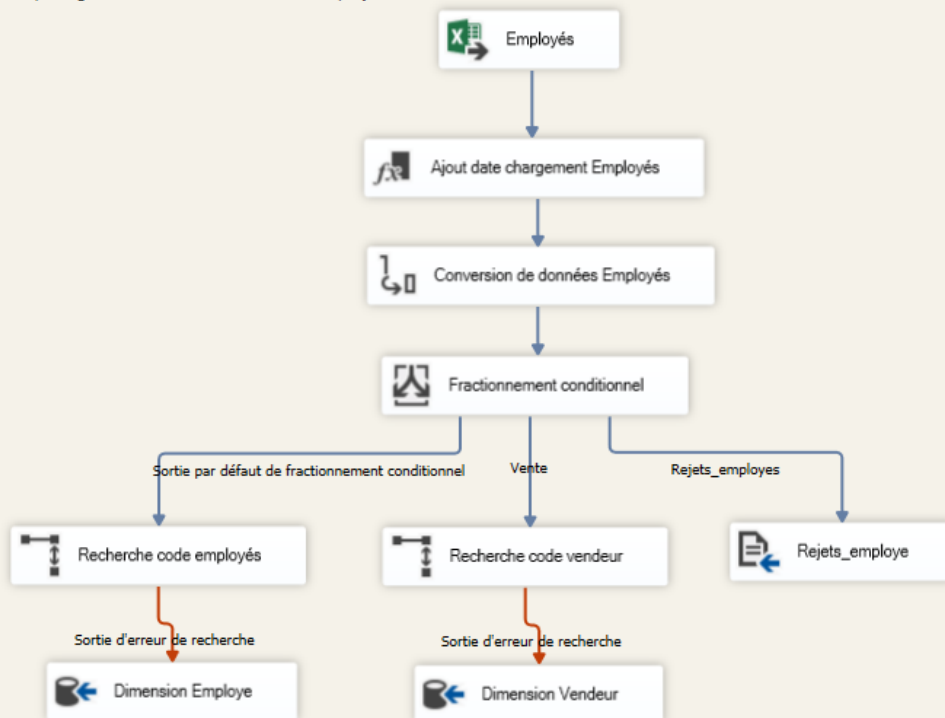 Employés
Ajout date chargement Employés
Conversion de données Employés
Fractionnement conditionnel
Sortie par défaut de fractionnement conditionnel
Vente
Rejets_employes
Recherche code employés
Recherche code vendeur
Rejets_employe
Sortie d'erreur de recherche
Sortie d'erreur de recherche
Dimension Employe
Dimension Vendeur